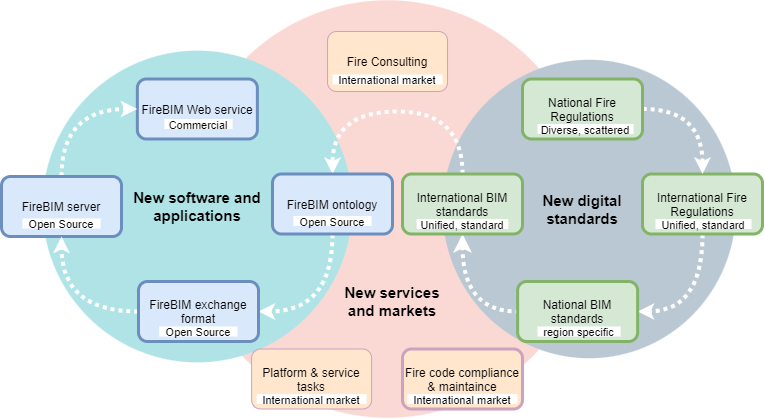 Fire Consulting
International market
FireBIM Web service
Commercial
National Fire
Regulations
Diverse, scattered
FireBIM server
Open Source
New software and
applications
FireBIM ontology
Open Source
International BIM
standards
Unified, standard
New digital
standards
International Fire
Regulations
Unified, standard
FireBIM exchange
format
Open Source
New services
and markets
National BIM
standards
region specific
Platform & service
tasks
International market
Fire code compliance
& maintaince
International market